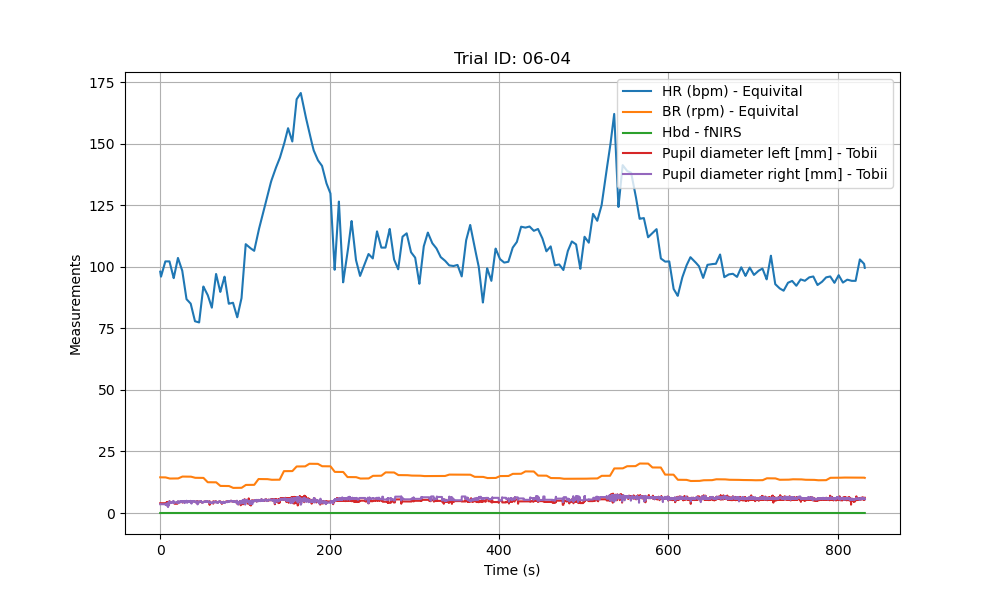 Trial ID: 06-04
175
150
125
100
75
50
25
0
Measurements
HR (bpm) - Equivital
BR (rpm) - Equivital
Hbd - fNIRS
Pupil diameter left [mm] - Tobii
Pupil diameter right [mm] - Tobii
0 200 400 600 800
Time (s)